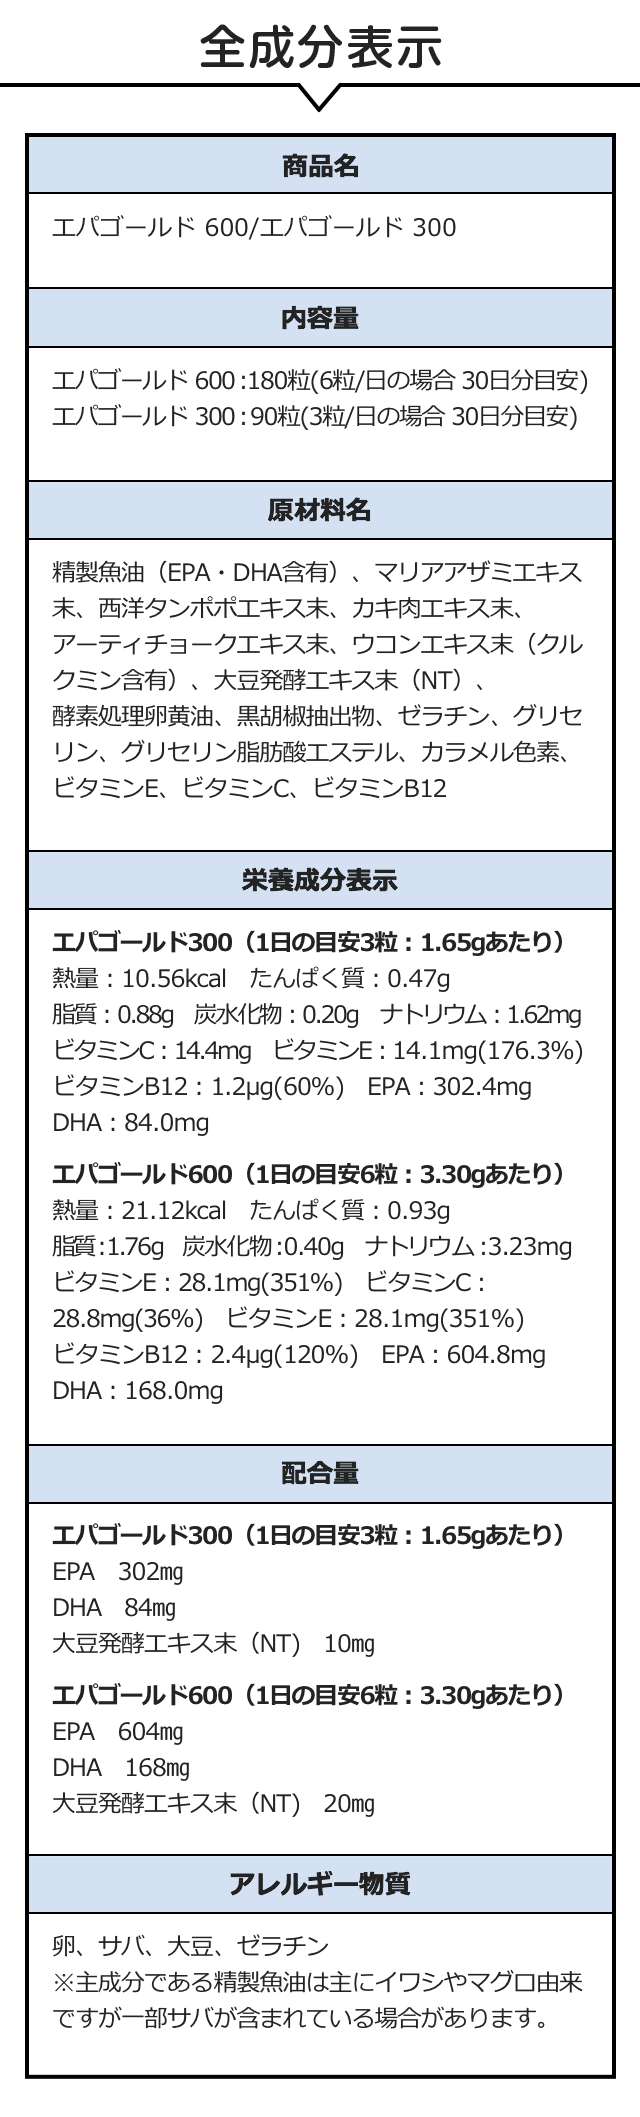 全成分表示
商品名
エパゴールド 600/エパゴールド 300
内容量
エパゴールド 600:180粒(6粒/日の場合 30日分目安)
エパゴールド 300:90粒(3粒/日の場合 30日分目安)
原材料名
精製魚油（EPA・DHA含有）、マリアアザミエキス
末、西洋タンポポエキス末、カキ肉エキス末、
アーティチョークエキス末、ウコンエキス末（クル
クミン含有）、大豆発酵エキス末（NT）、
酵素処理卵黄油、黒胡椒抽出物、ゼラチン、グリセ
リン、グリセリン脂肪酸エステル、カラメル色素、
ビタミンE、ビタミンC、ビタミンB12
栄養成分表示
エパゴールド300（1日の目安3粒：1.65gあたり）
熱量：10.56kcal　たんぱく質：0.47g
脂質：0.88g　炭水化物：0.20g　ナトリウム：1.62mg
ビタミンC：14.4mg　ビタミンE：14.1mg(176.3%)
ビタミンB12：1.2μg(60%)　EPA：302.4mg
DHA：84.0mg
エパゴールド600（1日の目安6粒：3.30gあたり）
熱量：21.12kcal　たんぱく質：0.93g
脂質:1.76g　炭水化物:0.40g　ナトリウム:3.23mg
ビタミンE：28.1mg(351%)　ビタミンC：
28.8mg(36%)　ビタミンE：28.1mg(351%)
ビタミンB12：2.4μg(120%)　EPA：604.8mg
DHA：168.0mg
配合量
エパゴールド300（1日の目安3粒：1.65gあたり）
EPA　302㎎
DHA　84㎎
大豆発酵エキス末（NT)　10㎎
エパゴールド600（1日の目安6粒：3.30gあたり）
EPA　604㎎
DHA　168㎎
大豆発酵エキス末（NT)　20㎎
アレルギー物質
卵、サバ、大豆、ゼラチン
※主成分である精製魚油は主にイワシやマグロ由来
ですが一部サバが含まれている場合があります。